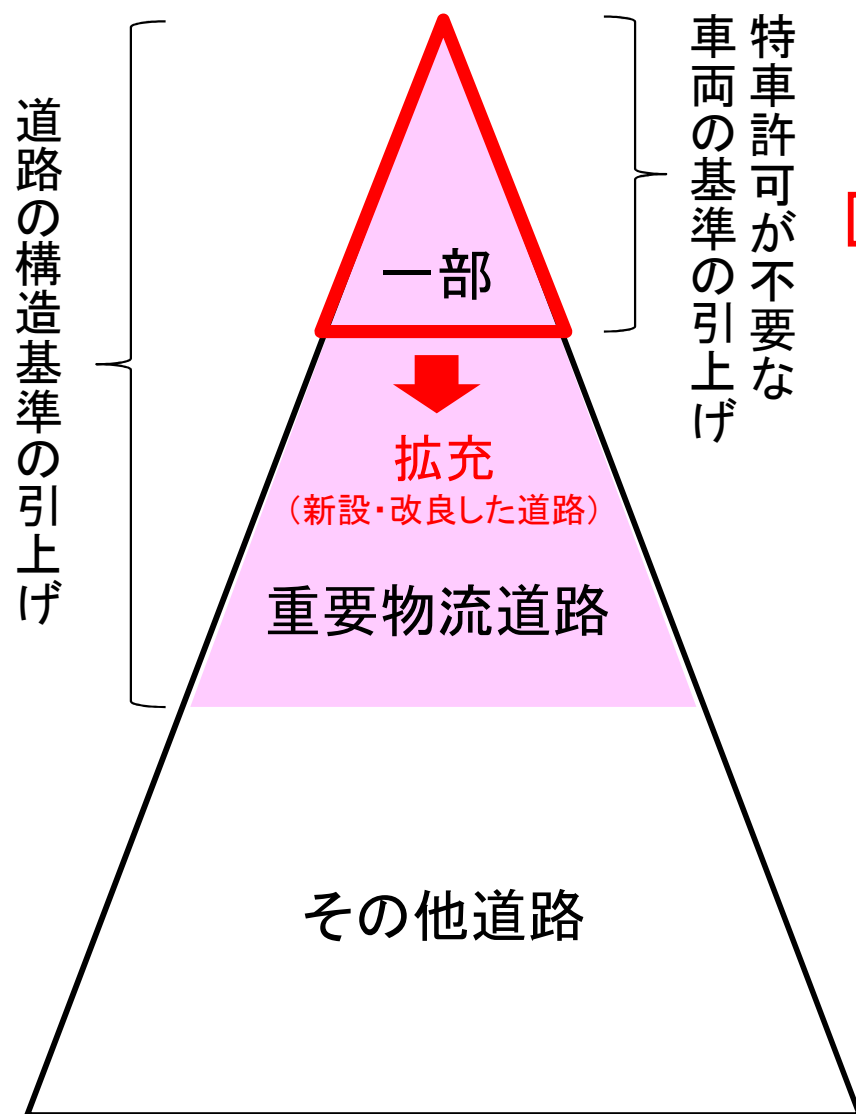 特車許可が不要な
車両の基準の引上げ
道路の構造基準の引上げ
一部
拡充
（新設・改良した道路）
重要物流道路
その他道路